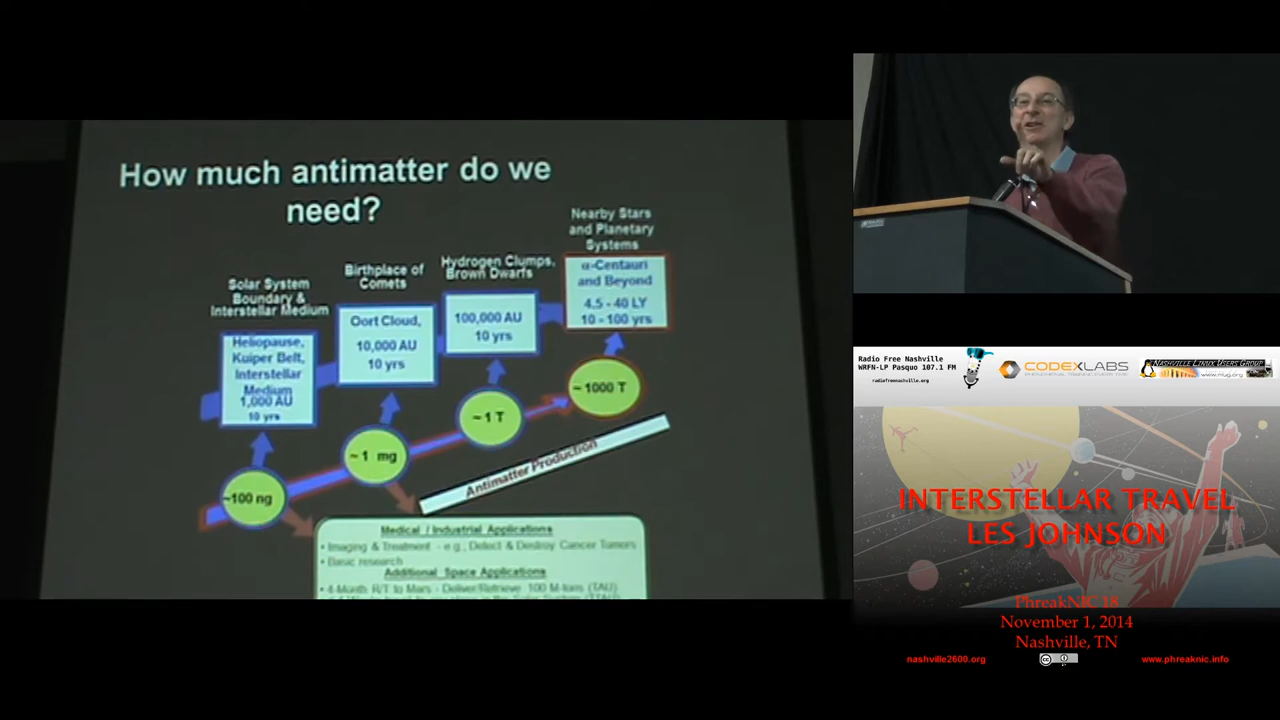 How much antimatter do we
need?
Solar System
Boundary &
Interstellar Medium
Heliopause,
Kuiper Belt,
Interstellar
Medium
1,000 AU
10 yrs
Birthplace of
Comets
Oort Cloud,
10,000 AU
10 yrs
Hydrogen Clumps,
Brown Dwarfs
100,000 AU
10 yrs
Nearby Stars
and Planetary
Systems
α-Centauri
and Beyond
4.5 - 40 LY
10 - 100 yrs
~100 ng
~ 1 mg
~ 1 T
~ 1000 T
Antimatter Production
Medical / Industrial Applications
• Imaging & Treatment - e.g., Detect & Destroy Cancer Tumors
• Basic research
Additional Space Applications
• 4-Month R/T to Mars - Deliver/Retrieve 100 M-tons (TAU)
Radio Free Nashville
WRFN-LP Pasquo 107.1 FM
radiofreenashville.org
CODEXLABS
NASHVILLE LINUX USERS GROUP
www.nlug.org
INTERSTELLAR TRAVEL
LES JOHNSON
PhreakNIC 18
November 1, 2014
Nashville, TN
nashville2600.org
cc
www.phreaknic.info